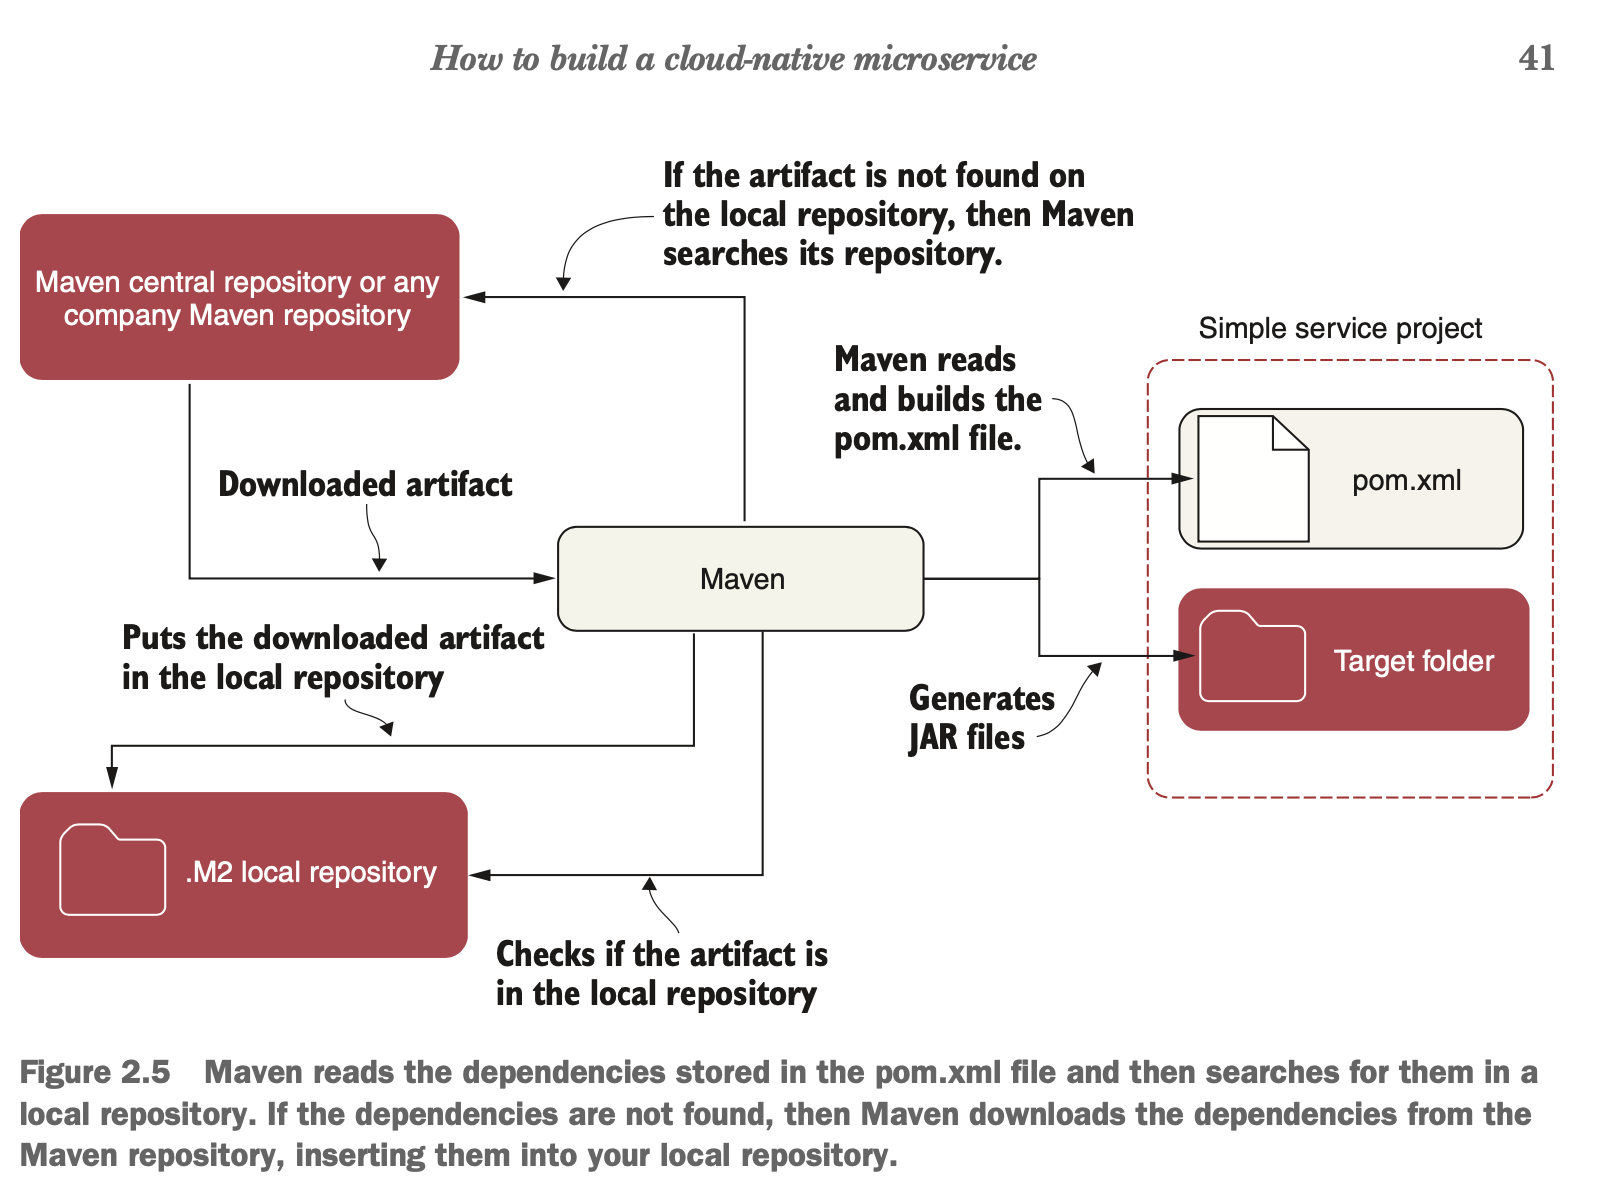 How to build a cloud-native microservice
41
If the artifact is not found on
the local repository, then Maven
searches its repository.
Maven central repository or any
company Maven repository
Simple service project
Maven reads
and builds the
pom.xml file.
pom.xml
Downloaded artifact
Maven
Puts the downloaded artifact
in the local repository
Target folder
Generates
JAR files
.M2 local repository
Checks if the artifact is
in the local repository
Figure 2.5 Maven reads the dependencies stored in the pom.xml file and then searches for them in a
local repository. If the dependencies are not found, then Maven downloads the dependencies from the
Maven repository, inserting them into your local repository.